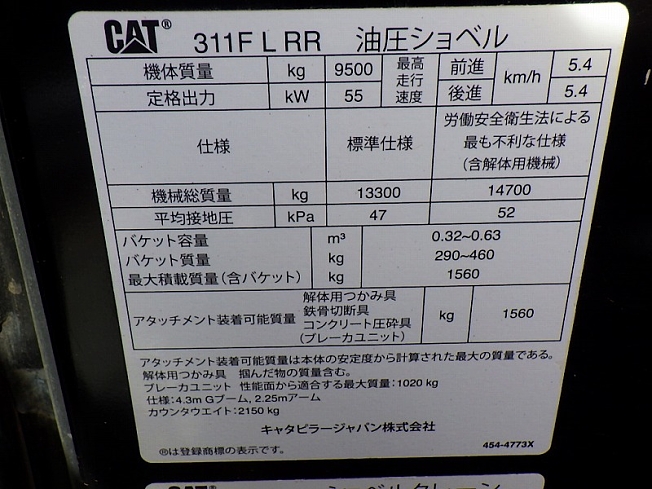 CAT® 311F L RR 油圧ショベル
機体質量 kg 9500 最高走行速度 前進 km/h 5.4
定格出力 kW 55 後進 5.4
仕様 標準仕様 労働安全衛生法による最も不利な仕様(含解体用機械)
機械総質量 kg 13300 14700
平均接地圧 kPa 47 52
バケット容量 m³ 0.32~0.63
バケット質量 kg 290~460
最大積載質量(含バケット) kg 1560
アタッチメント装着可能質量 解体用つかみ具 鉄骨切断具 コンクリート圧砕具 (ブレーカユニット) kg 1560
アタッチメント装着可能質量は本体の安定度から計算された最大の質量である。
解体用つかみ具 掴んだ物の質量含む。
ブレーカユニット 性能面から適合する最大質量:1020 kg
仕様:4.3m Gブーム, 2.25mアーム
カウンタウエイト:2150 kg
キャタピラージャパン株式会社
®は登録商標の表示です。 454-4773X
CAT® ショベルクレーン